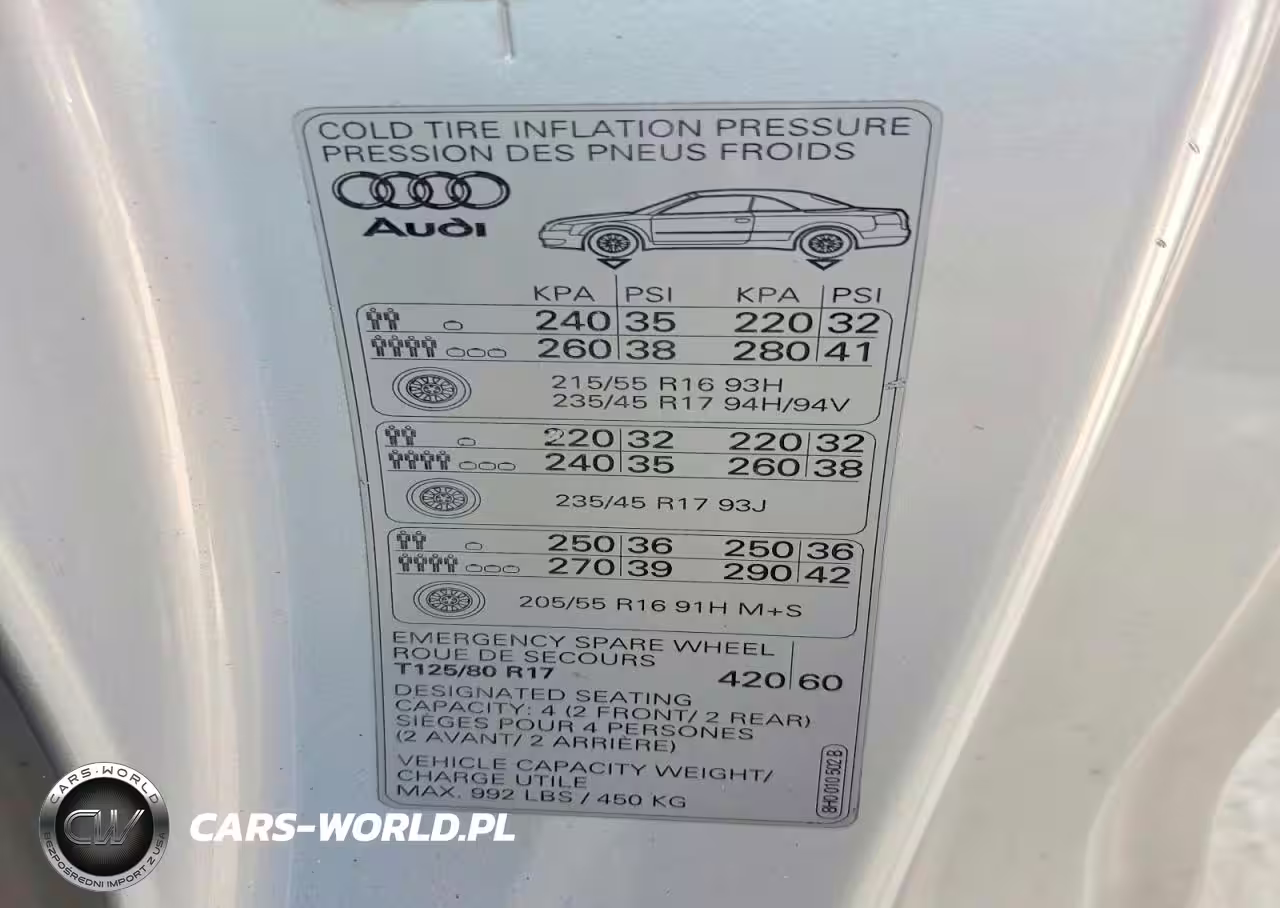 COLD TIRE INFLATION PRESSURE
PRESSION DES PNEUS FROIDS
Audi
KPA PSI KPA PSI
240 35 220 32
260 38 280 41
215/55 R16 93H
235/45 R17 94H/94V
220 32 220 32
240 35 260 38
235/45 R17 93J
250 36 250 36
270 39 290 42
205/55 R16 91H M+S
EMERGENCY SPARE WHEEL
ROUE DE SECOURS
T125/80 R17 420 60
DESIGNATED SEATING
CAPACITY: 4 (2 FRONT/ 2 REAR)
SIÈGES POUR 4 PERSONNES
(2 AVANT/ 2 ARRIÈRE)
VEHICLE CAPACITY WEIGHT/
CHARGE UTILE
MAX. 992 LBS / 450 KG
8H0 010 502 B
CARS-WORLD
CW
BEZPOŚREDNI IMPORT Z USA
CARS-WORLD.PL